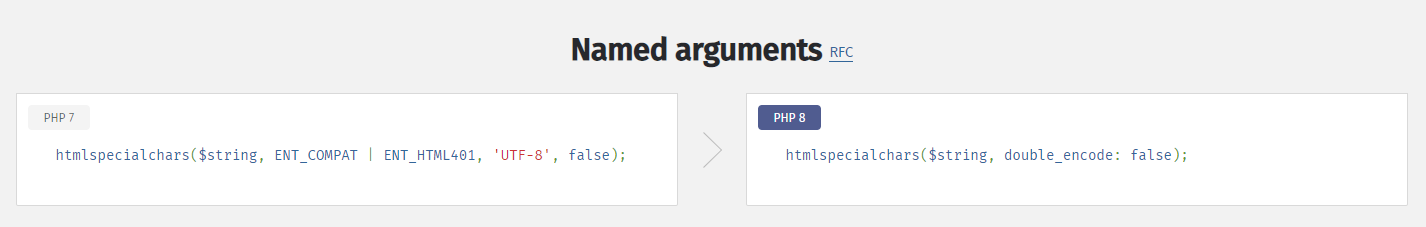 Named arguments RFC
PHP 7
htmlspecialchars($string, ENT_COMPAT | ENT_HTML401, 'UTF-8', false);
PHP 8
htmlspecialchars($string, double_encode: false);